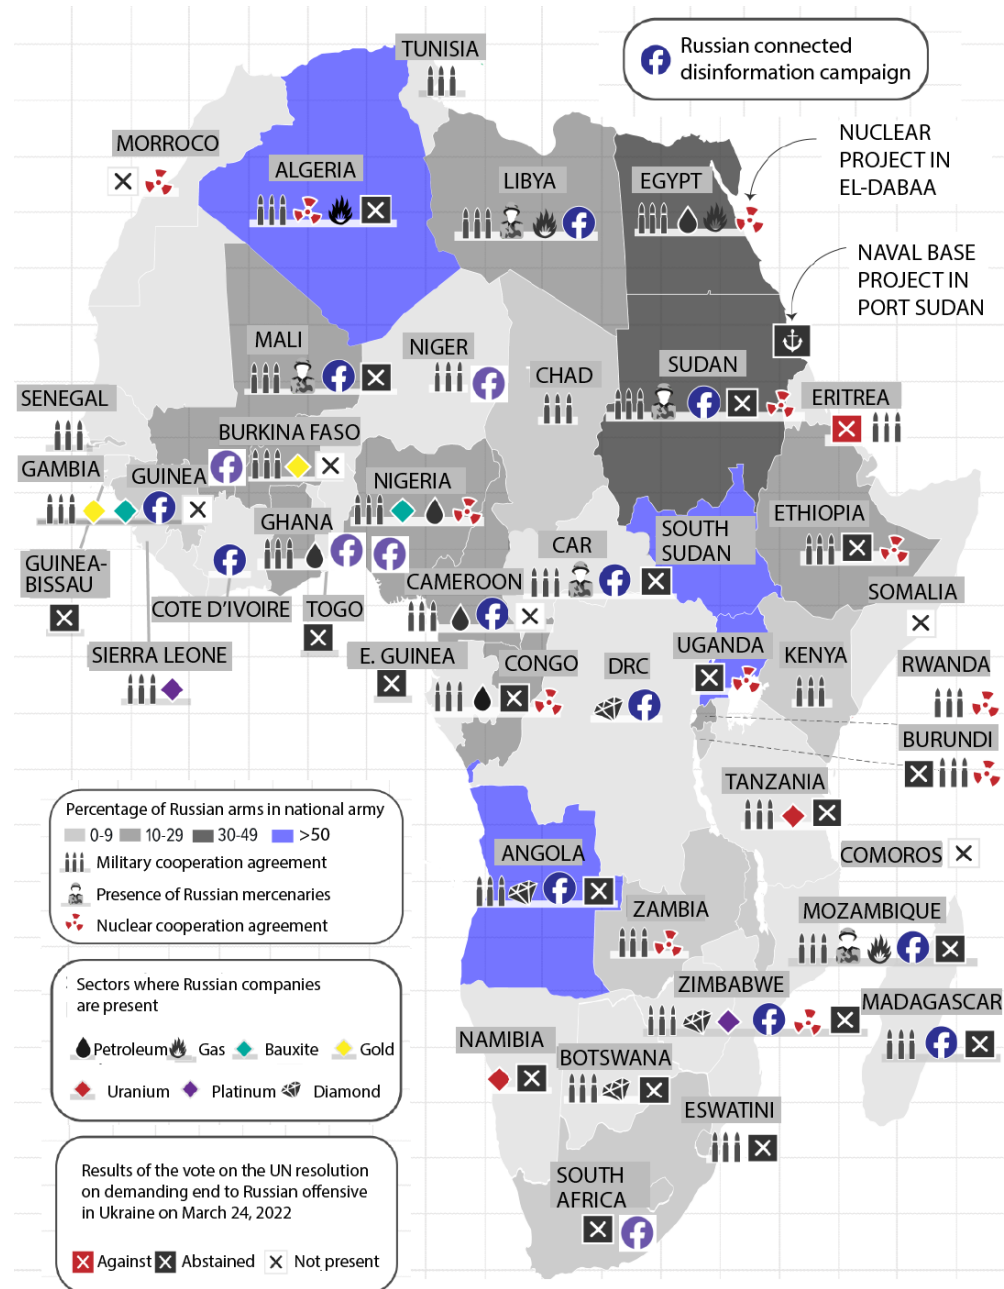 TUNISIA
Russian connected
disinformation campaign
MORROCO
NUCLEAR
PROJECT IN
EL-DABAA
ALGERIA
LIBYA
EGYPT
NAVAL BASE
PROJECT IN
PORT SUDAN
MALI
NIGER
CHAD
SUDAN
SENEGAL
ERITREA
BURKINA FASO
GAMBIA
GUINEA
NIGERIA
GHANA
SOUTH
SUDAN
ETHIOPIA
CAR
GUINEA-
BISSAU
CAMEROON
SOMALIA
COTE D'IVOIRE
TOGO
SIERRA LEONE
E. GUINEA
CONGO
DRC
UGANDA
KENYA
RWANDA
BURUNDI
TANZANIA
Percentage of Russian arms in national army
0-9
10-29
30-49
>50
Military cooperation agreement
Presence of Russian mercenaries
Nuclear cooperation agreement
ANGOLA
COMOROS
ZAMBIA
MOZAMBIQUE
Sectors where Russian companies
are present
Petroleum
Gas
Bauxite
Gold
Uranium
Platinum
Diamond
ZIMBABWE
MADAGASCAR
NAMIBIA
BOTSWANA
ESWATINI
SOUTH
AFRICA
Results of the vote on the UN resolution
on demanding end to Russian offensive
in Ukraine on March 24, 2022
Against
Abstained
Not present